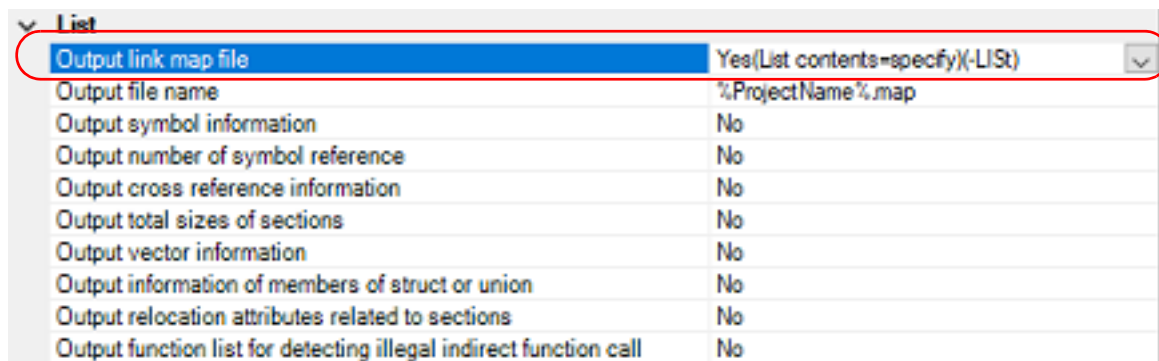 List
Output link map file Yes(List contents=specify)(-LISt)
Output file name %ProjectName%.map
Output symbol information No
Output number of symbol reference No
Output cross reference information No
Output total sizes of sections No
Output vector information No
Output information of members of struct or union No
Output relocation attributes related to sections No
Output function list for detecting illegal indirect function call No